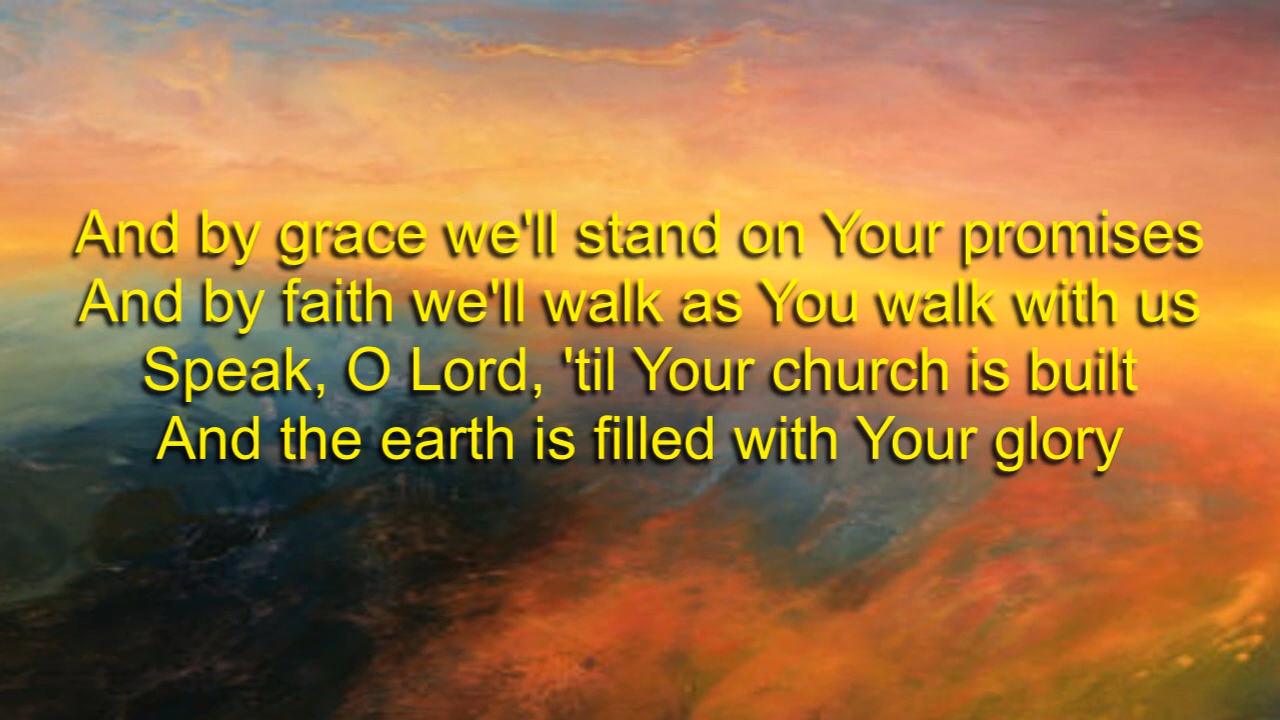 And by grace we'll stand on Your promises
And by faith we'll walk as You walk with us
Speak, O Lord, 'til Your church is built
And the earth is filled with Your glory